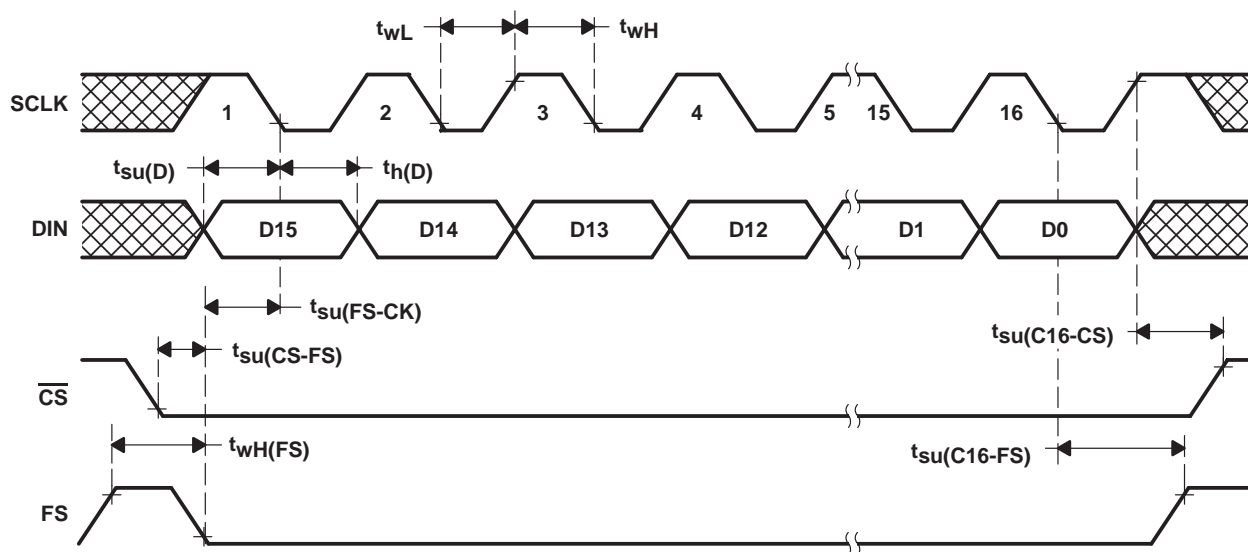 twL twH
SCLK 1 2 3 4 5 15 16
tsu(D) th(D)
DIN D15 D14 D13 D12 D1 D0
tsu(FS-CK)
tsu(CS-FS) tsu(C16-CS)
CS
twH(FS) tsu(C16-FS)
FS